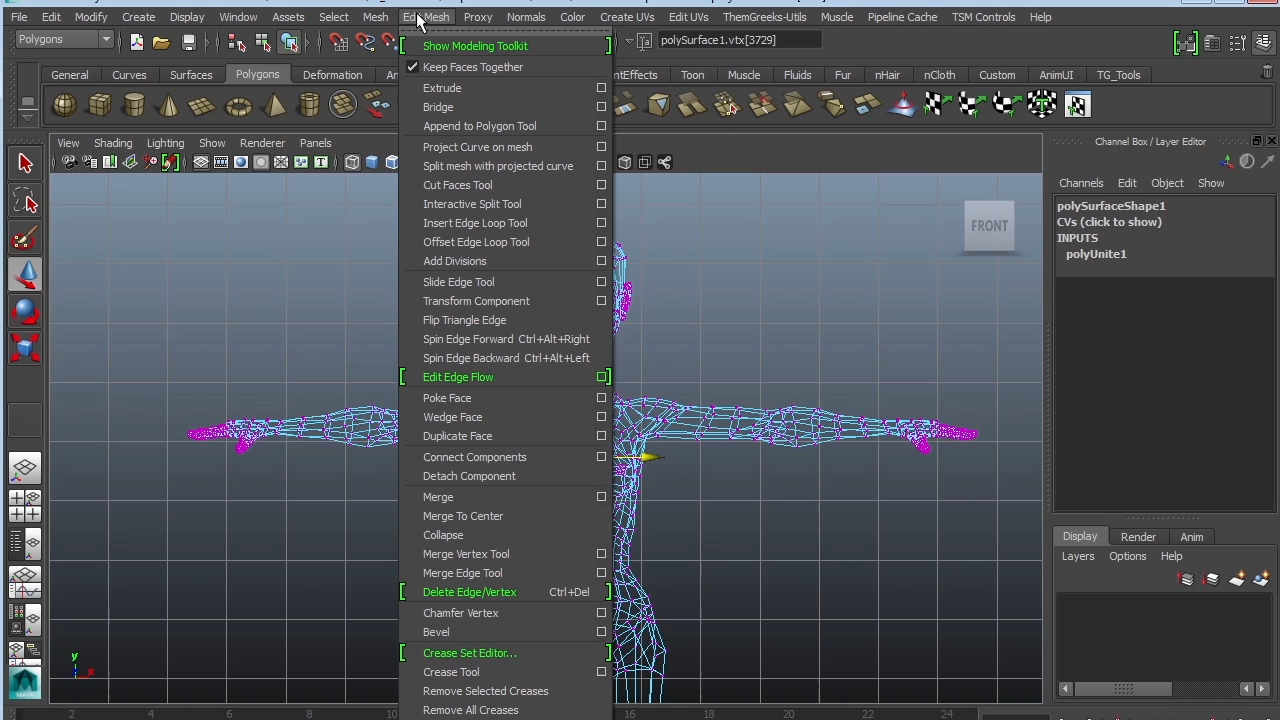 File Edit Modify Create Display Window Assets Select Mesh Edit Mesh Proxy Normals Color Create UVs Edit UVs ThemGreeks-Utils Muscle Pipeline Cache TSM Controls Help
Polygons
polySurface1.vtx[3729]
General Curves Surfaces Polygons Deformation
Toon Muscle Fluids Fur nHair nCloth Custom AnimUI TG_Tools
View Shading Lighting Show Renderer Panels
Show Modeling Toolkit
Keep Faces Together
Extrude
Bridge
Append to Polygon Tool
Project Curve on mesh
Split mesh with projected curve
Cut Faces Tool
Interactive Split Tool
Insert Edge Loop Tool
Offset Edge Loop Tool
Add Divisions
Slide Edge Tool
Transform Component
Flip Triangle Edge
Spin Edge Forward Ctrl+Alt+Right
Spin Edge Backward Ctrl+Alt+Left
Edit Edge Flow
Poke Face
Wedge Face
Duplicate Face
Connect Components
Detach Component
Merge
Merge To Center
Collapse
Merge Vertex Tool
Merge Edge Tool
Delete Edge/Vertex Ctrl+Del
Chamfer Vertex
Bevel
Crease Set Editor...
Crease Tool
Remove Selected Creases
Remove All Creases
FRONT
y
x
2 4 6 8 16 18 20 22 24
Channel Box / Layer Editor
Channels Edit Object Show
polySurfaceShape1
CVs (click to show)
INPUTS
polyUnite1
Display Render Anim
Layers Options Help